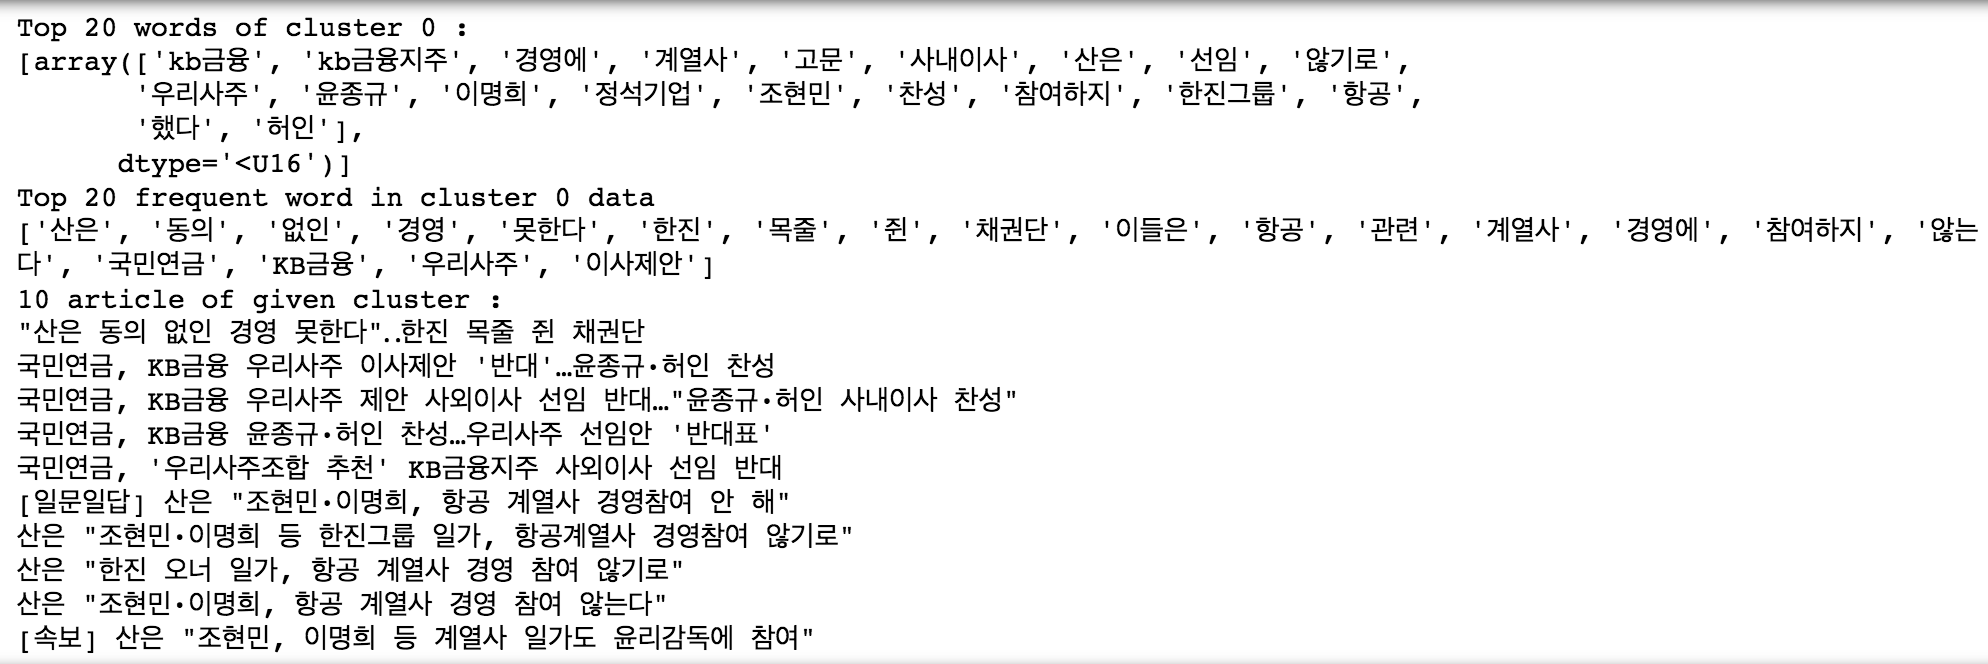 Top 20 words of cluster 0 :
[array(['kb금융', 'kb금융지주', '경영에', '계열사', '고문', '사내이사', '산은', '선임', '않기로',
'우리사주', '윤종규', '이명희', '정석기업', '조현민', '찬성', '참여하지', '한진그룹', '항공',
'했다', '허인'],
dtype='<U16')]
Top 20 frequent word in cluster 0 data
['산은', '동의', '없인', '경영', '못한다', '한진', '목줄', '쥔', '채권단', '이들은', '항공', '관련', '계열사', '경영에', '참여하지', '않는
다', '국민연금', 'KB금융', '우리사주', '이사제안']
10 article of given cluster :
"산은 동의 없인 경영 못한다"..한진 목줄 쥔 채권단
국민연금, KB금융 우리사주 이사제안 '반대'…윤종규·허인 찬성
국민연금, KB금융 우리사주 제안 사외이사 선임 반대…"윤종규·허인 사내이사 찬성"
국민연금, KB금융 윤종규·허인 찬성…우리사주 선임안 '반대표'
국민연금, '우리사주조합 추천' KB금융지주 사외이사 선임 반대
[일문일답] 산은 "조현민·이명희, 항공 계열사 경영참여 안 해"
산은 "조현민·이명희 등 한진그룹 일가, 항공계열사 경영참여 않기로"
산은 "한진 오너 일가, 항공 계열사 경영 참여 않기로"
산은 "조현민·이명희, 항공 계열사 경영 참여 않는다"
[속보] 산은 "조현민, 이명희 등 계열사 일가도 윤리감독에 참여"